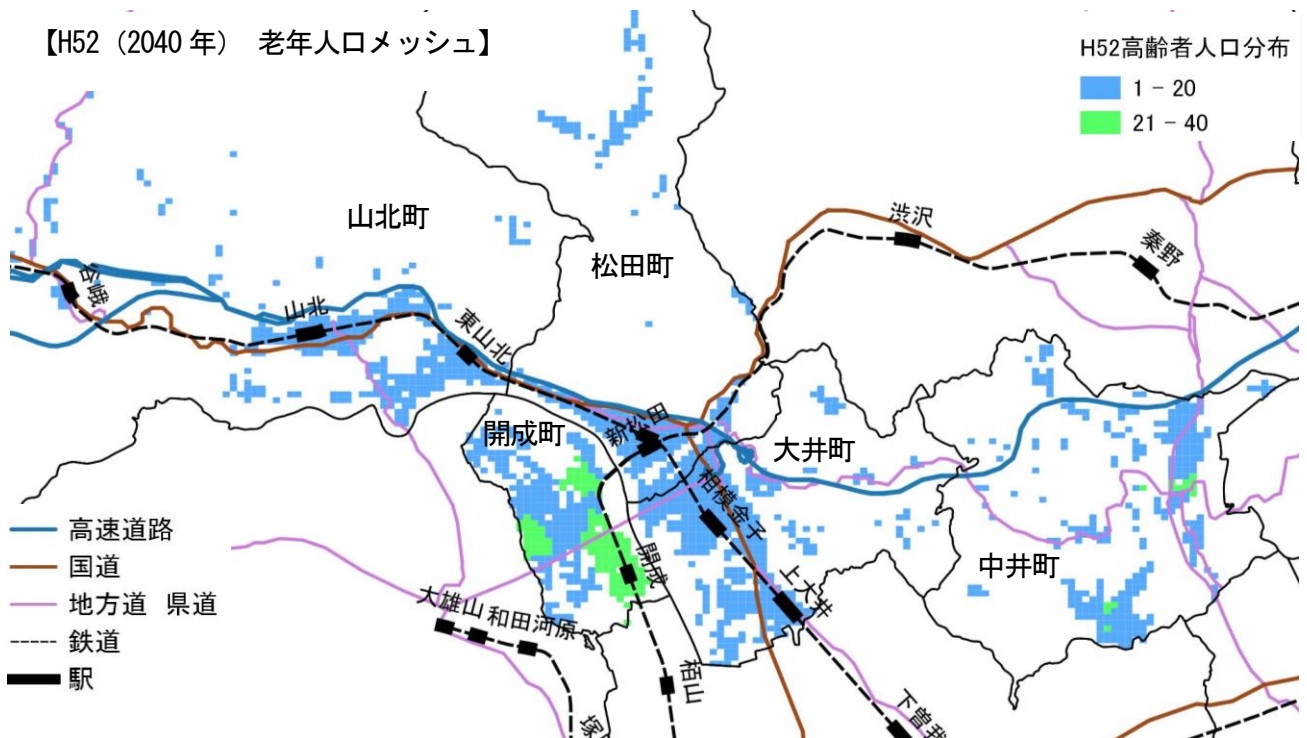 【H52（2040年） 老年人口メッシュ】
H52高齢者人口分布
1 − 20
21 − 40
山北町
松田町
渋沢
秦野
谷峨
山北
東山北
開成町
新松田
大井町
相模金子
開成
上大井
中井町
大雄山
和田河原
栢山
下曽我
高速道路
国道
地方道 県道
鉄道
駅